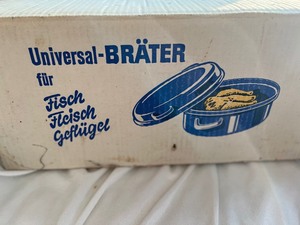 Universal-BRÄTER
für
Fisch
Fleisch
Geflügel